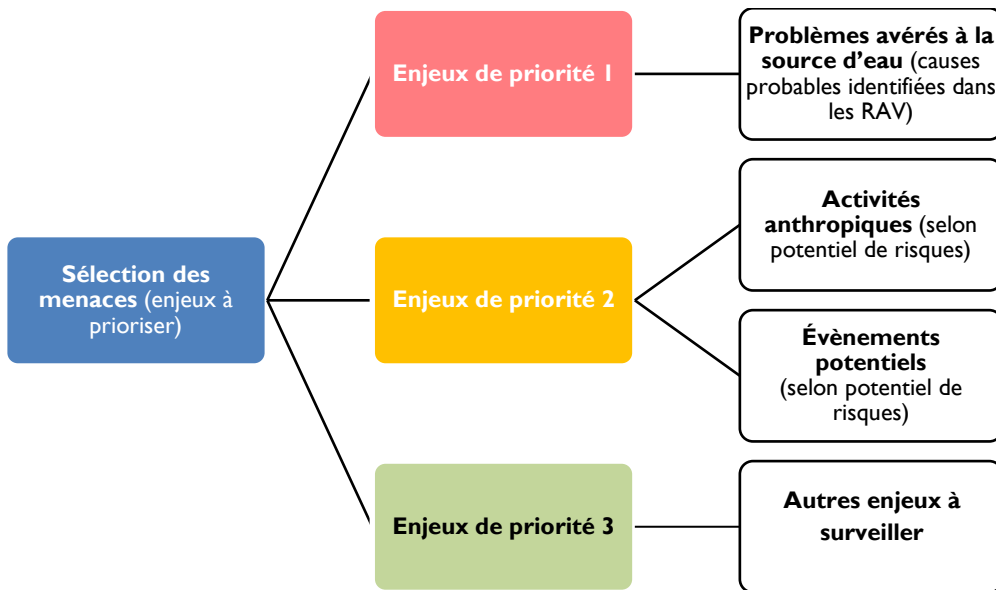 Sélection des
menaces (enjeux à
prioriser)
Enjeux de priorité 1
Problèmes avérés à la
source d'eau (causes
probables identifiées dans
les RAV)
Enjeux de priorité 2
Activités
anthropiques (selon
potentiel de risques)
Évènements
potentiels
(selon potentiel de
risques)
Enjeux de priorité 3
Autres enjeux à
surveiller